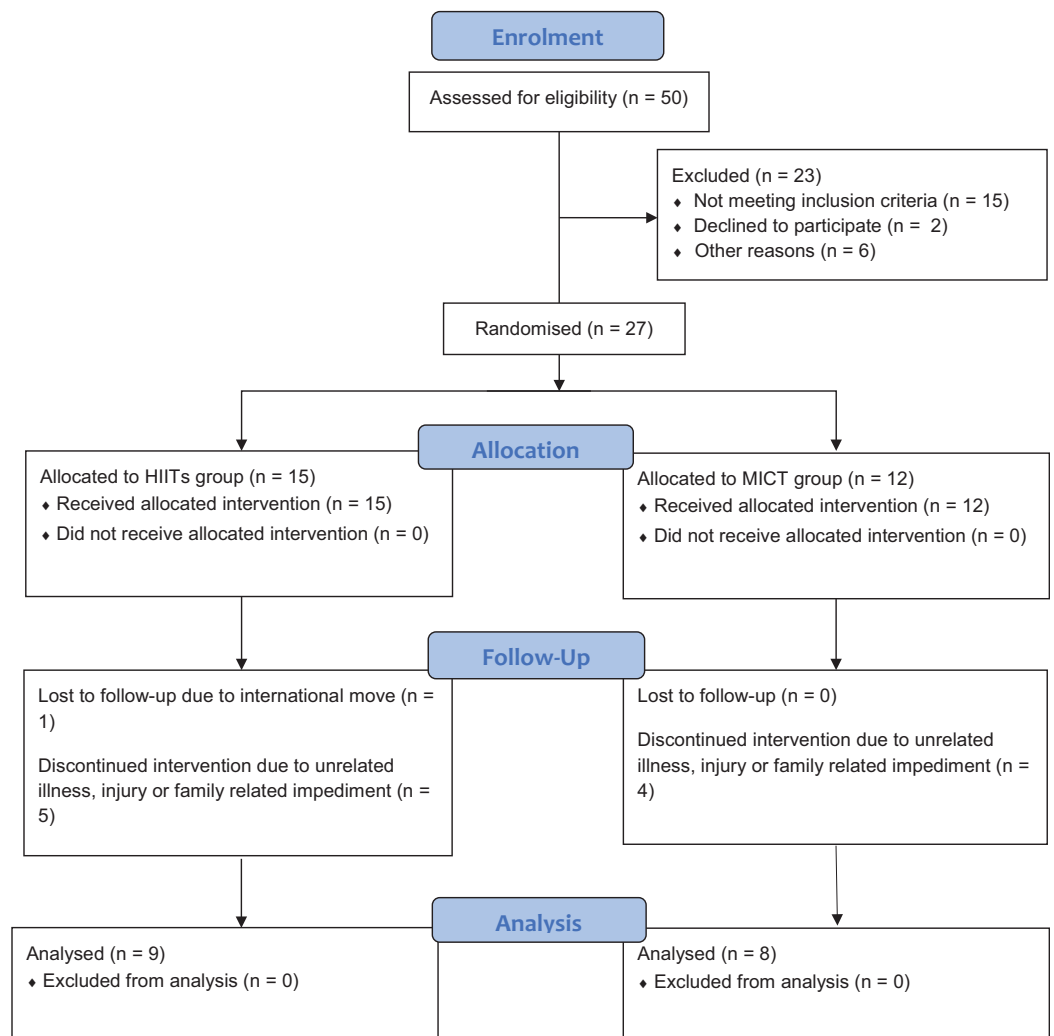 Enrolment
Assessed for eligibility (n = 50)
Excluded (n = 23)
♦ Not meeting inclusion criteria (n = 15)
♦ Declined to participate (n =  2)
♦ Other reasons (n = 6)
Randomised (n = 27)
Allocation
Allocated to HIITs group (n = 15)
♦ Received allocated intervention (n = 15)
♦ Did not receive allocated intervention (n = 0)
Allocated to MICT group (n = 12)
♦ Received allocated intervention (n = 12)
♦ Did not receive allocated intervention (n = 0)
Follow-Up
Lost to follow-up due to international move (n =
1)
Discontinued intervention due to unrelated
illness, injury or family related impediment (n =
5)
Lost to follow-up (n = 0)
Discontinued intervention due to unrelated
illness, injury or family related impediment (n =
4)
Analysis
Analysed (n = 9)
♦ Excluded from analysis (n = 0)
Analysed (n = 8)
♦ Excluded from analysis (n = 0)